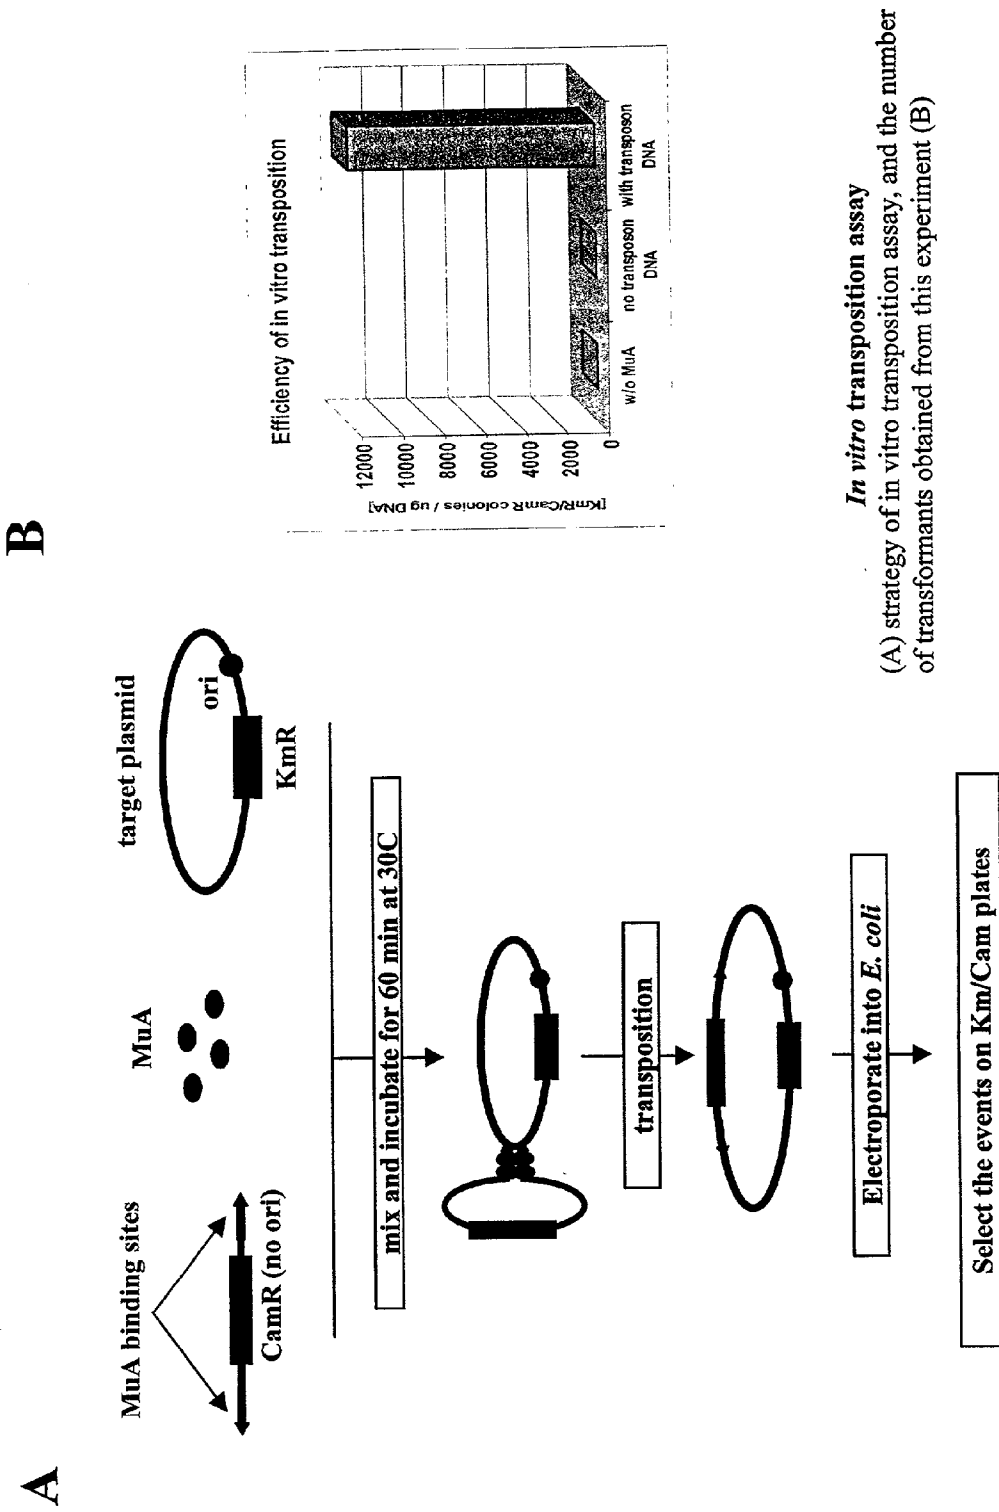 A
MuA binding sites
CamR (no ori)
MuA
target plasmid
ori
KmR
mix and incubate for 60 min at 30C
transposition
Electroporate into E. coli
Select the events on Km/Cam plates
B
Efficiency of in vitro transposition
[KmR/CamR colonies / ug DNA]
12000
10000
8000
6000
4000
2000
0
w/o MuA
no transposon
DNA
with transposon
DNA
In vitro transposition assay
(A) strategy of in vitro transposition assay, and the number
of transformants obtained from this experiment (B)